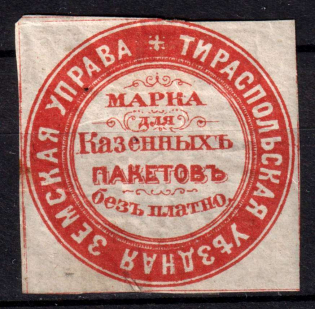 ТИРАСПОЛЬСКАЯ УѢЗДНАЯ ЗЕМСКАЯ УПРАВА
МАРКА
для
Казенныхъ
ПАКЕТОВЪ
безъ платно.